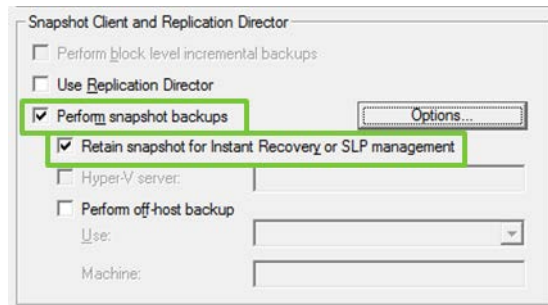 Snapshot Client and Replication Director
Perform block level incremental backups
Use Replication Director
Perform snapshot backups
Options...
Retain snapshot for Instant Recovery or SLP management
Hyper-V server:
Perform off-host backup
Use:
Machine: